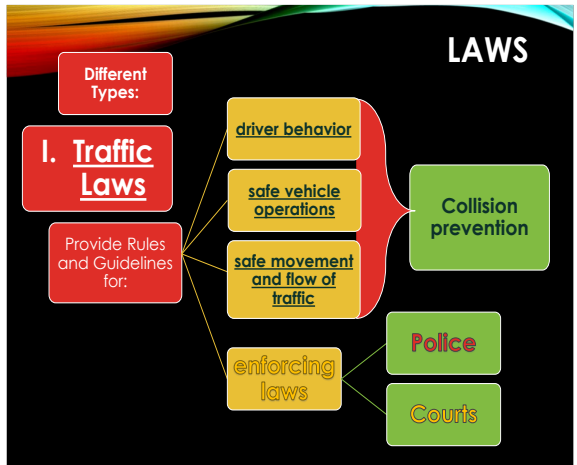 LAWS
Different
Types:
I. Traffic
Laws
Provide Rules
and Guidelines
for:
driver behavior
safe vehicle
operations
safe movement
and flow of
traffic
Collision
prevention
enforcing
laws
Police
Courts